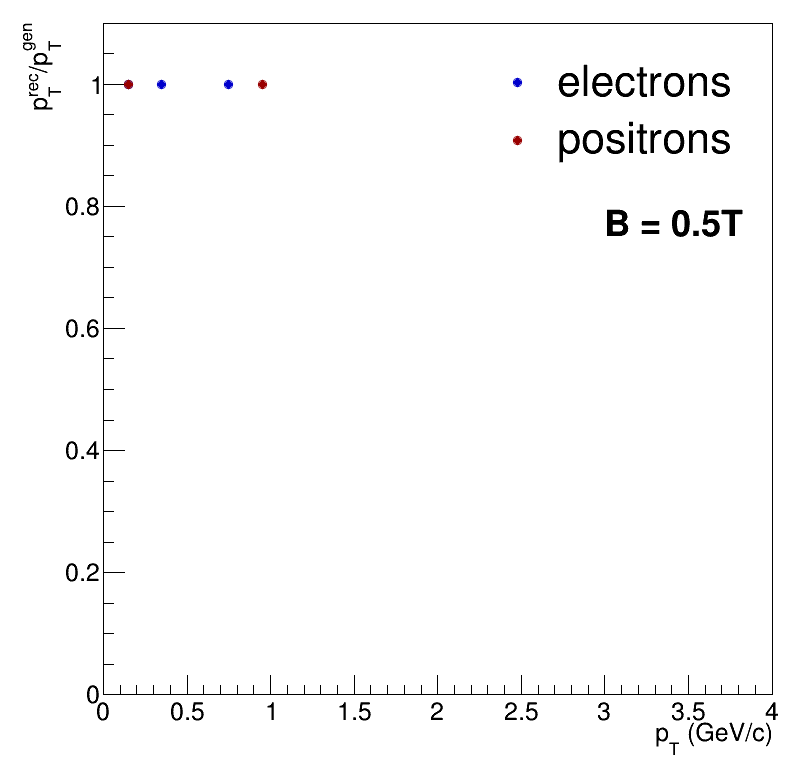 p_T^rec/p_T^gen
electrons
positrons
B = 0.5T
1
0.8
0.6
0.4
0.2
0
0 0.5 1 1.5 2 2.5 3 3.5 4
p_T (GeV/c)